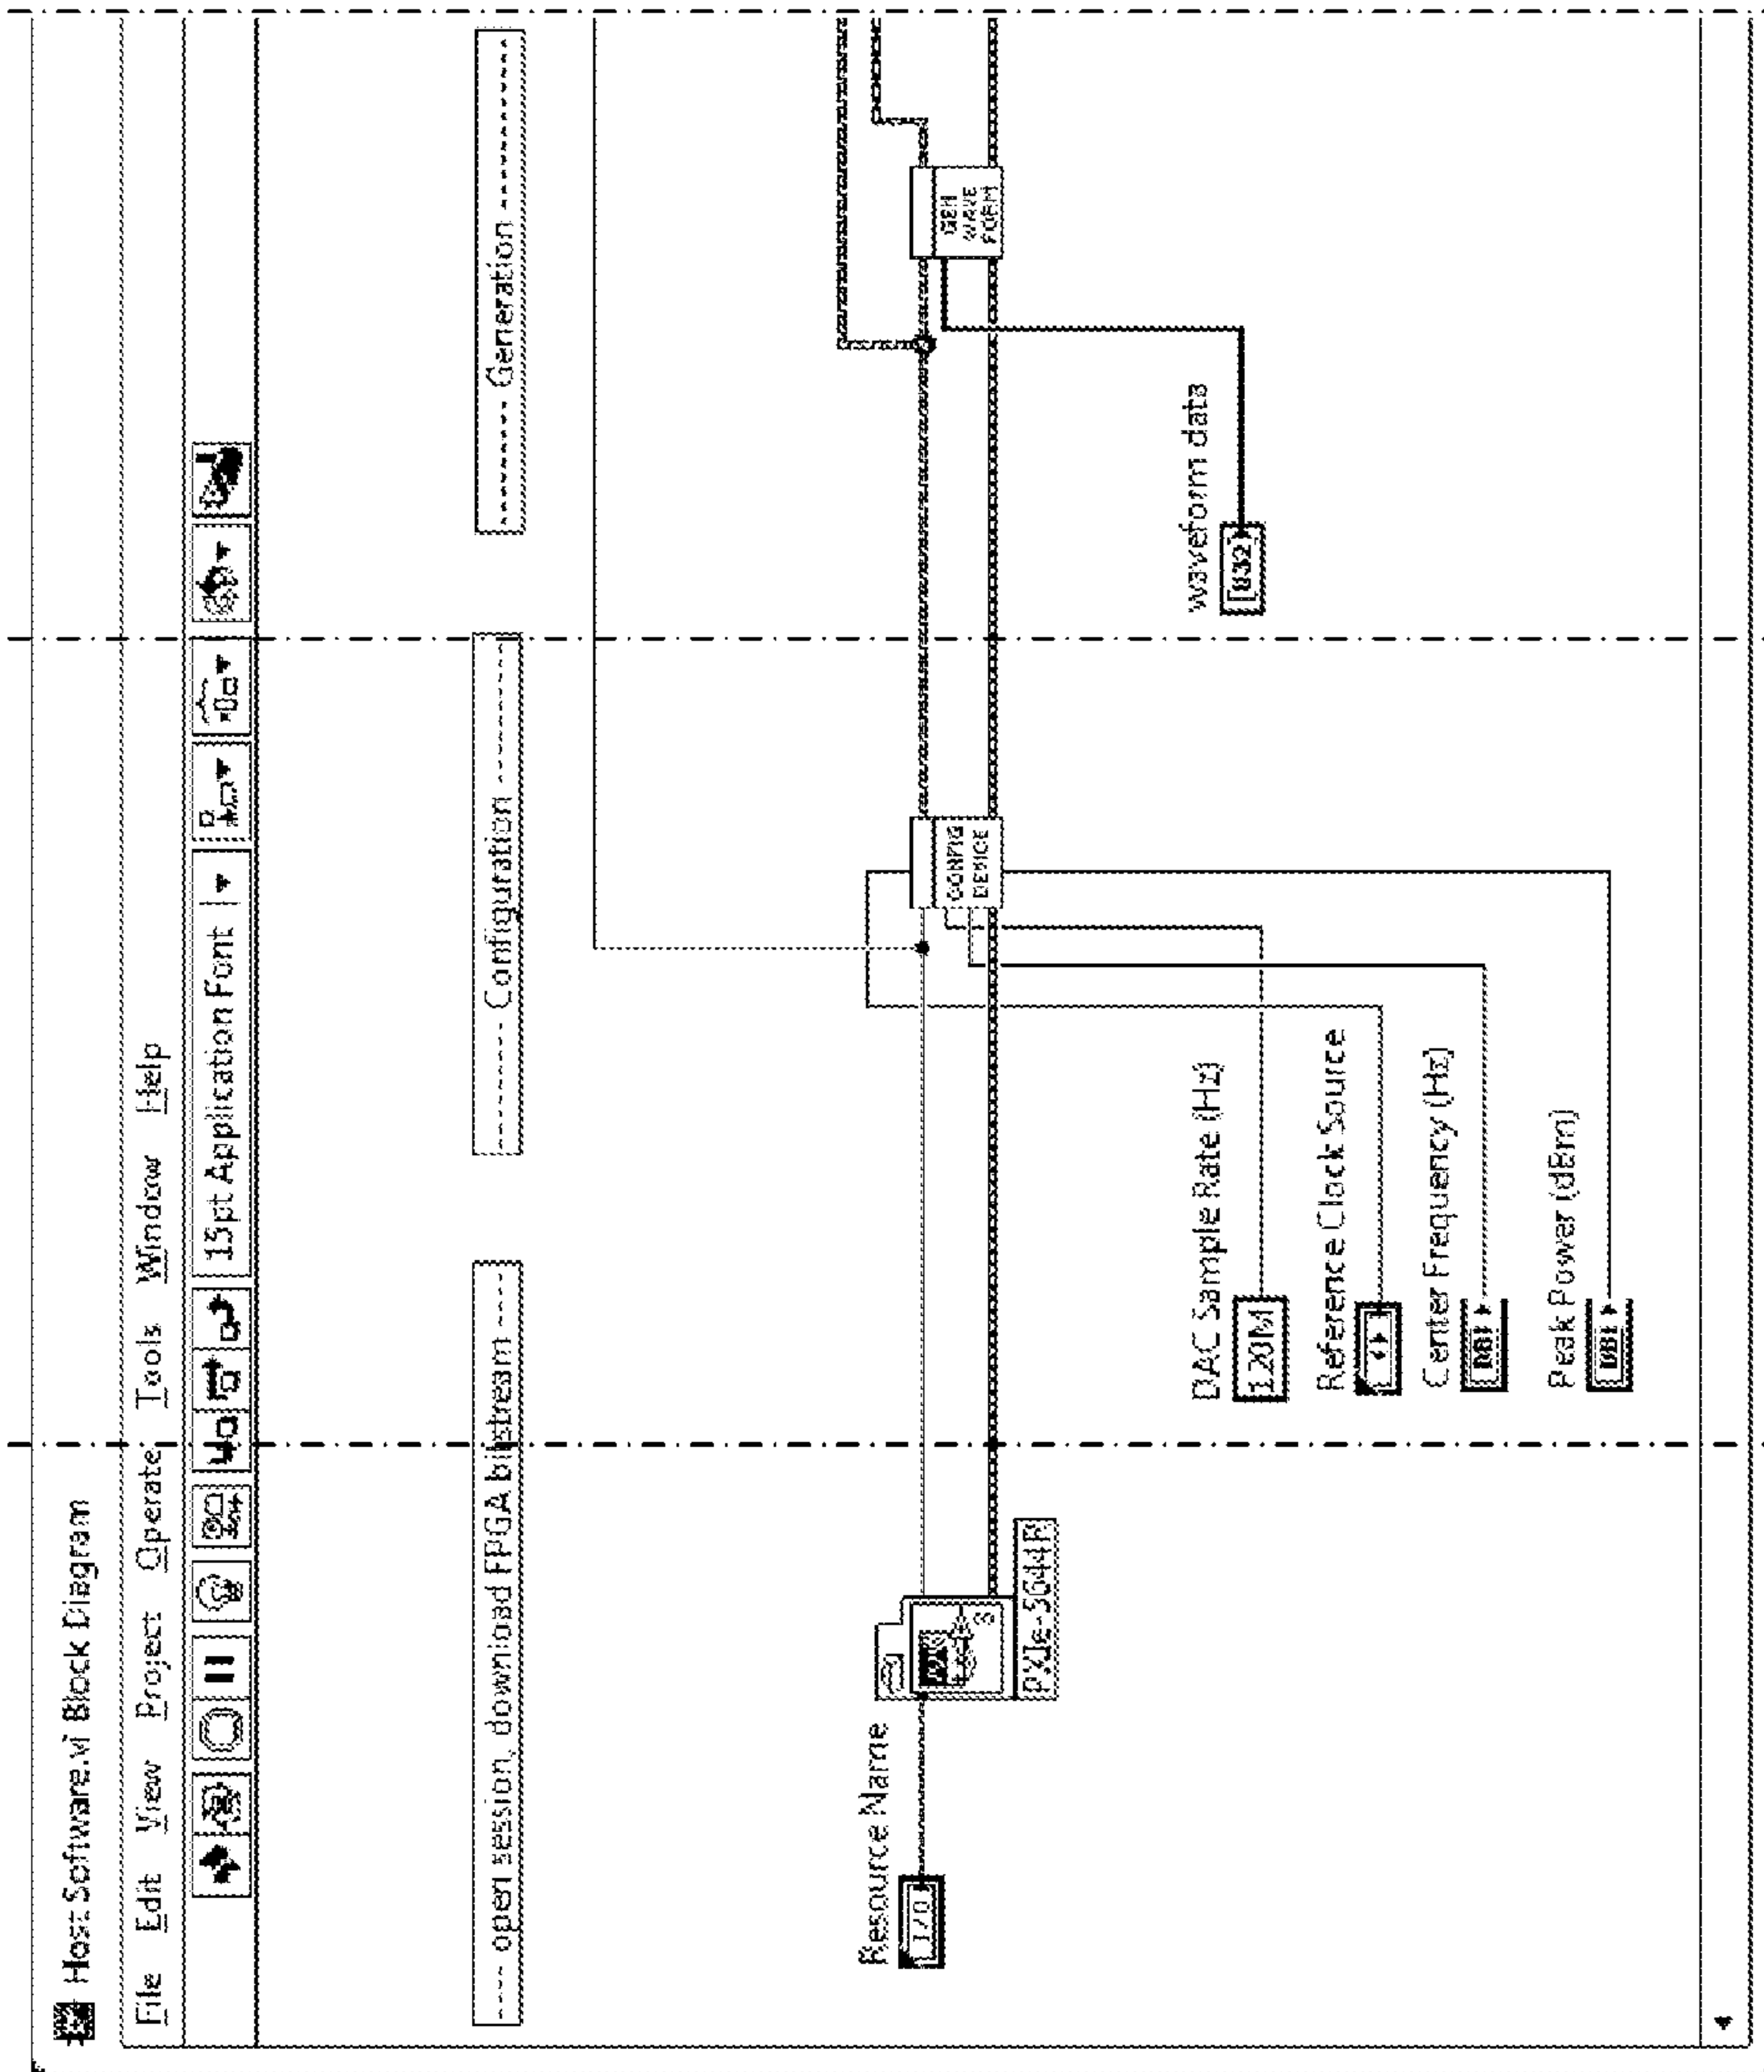 Host Software.vi Block Diagram
File Edit View Project Operate Tools Window Help
15pt Application Font
---- open session, download FPGA bitstream ----
-------- Configuration -----------
--------- Generation -------------
Resource Name
I/O
PXIe-5644R
CONFIG
DEVICE
GEN
WAVE
FORM
DAC Sample Rate (Hz)
120M
Reference Clock Source
Center Frequency (Hz)
DBL
Peak Power (dBm)
DBL
waveform data
[U32]